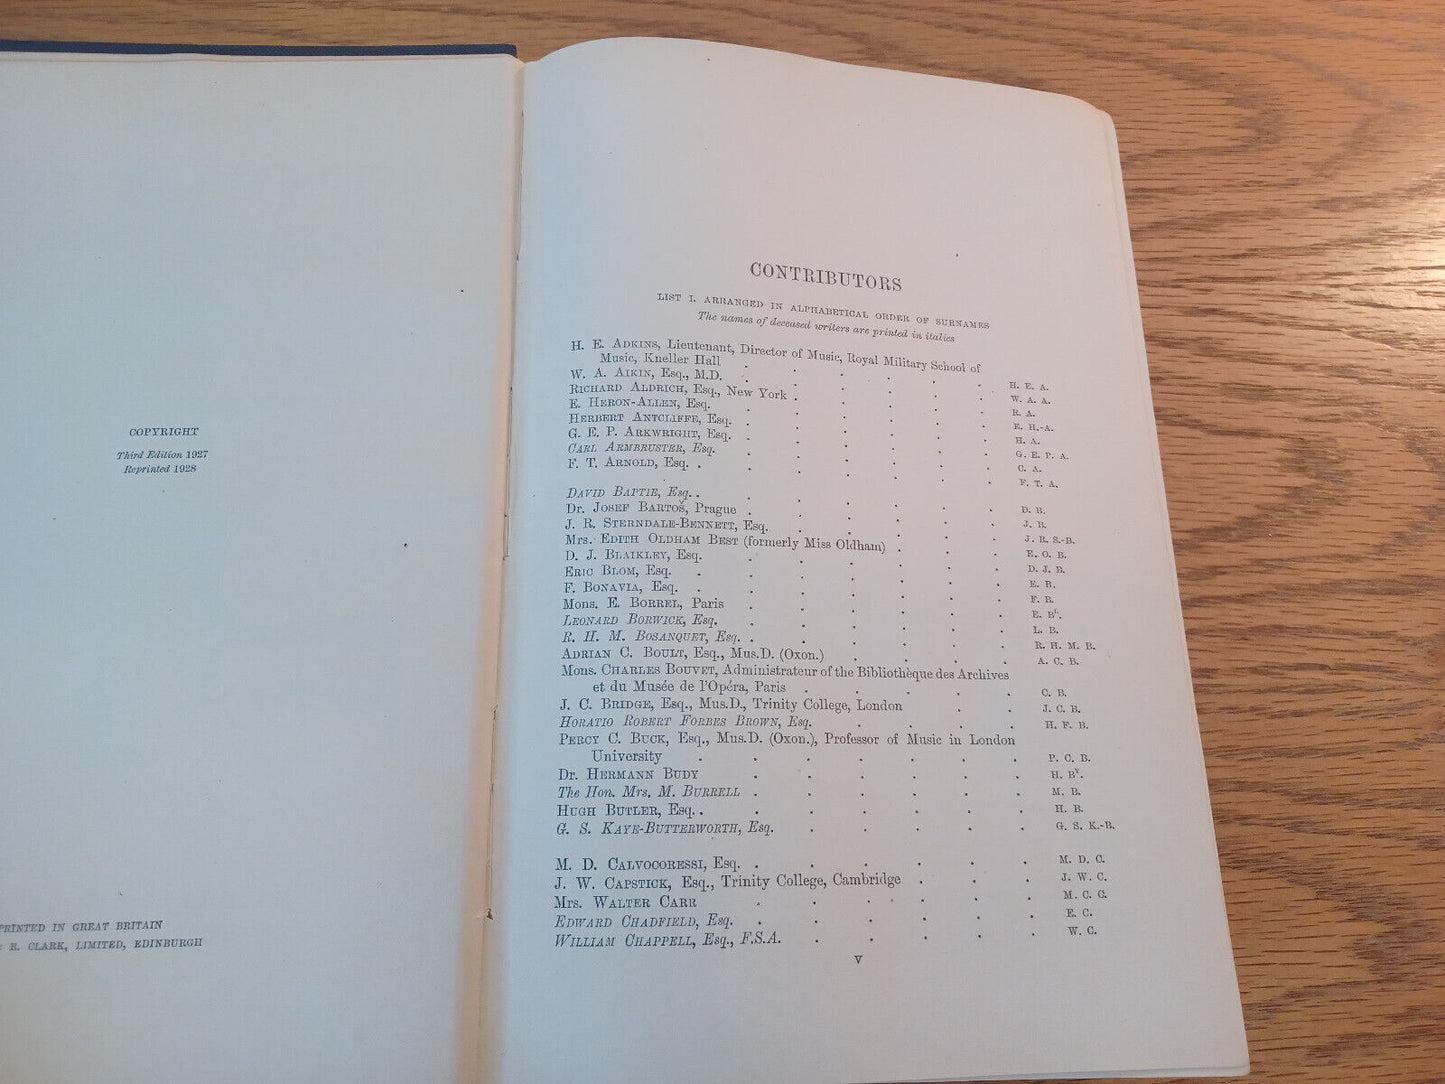 COPYRIGHT
Third Edition 1927
Reprinted 1928
PRINTED IN GREAT BRITAIN
R. CLARK, LIMITED, EDINBURGH
CONTRIBUTORS
LIST I. ARRANGED IN ALPHABETICAL ORDER OF SURNAMES
The names of deceased writers are printed in italics
H. E. ADKINS, Lieutenant, Director of Music, Royal Military School of
Music, Kneller Hall . . . . . H. E. A.
W. A. AIKIN, Esq., M.D. . . . . . W. A. A.
RICHARD ALDRICH, Esq., New York . . . . . R. A.
E. HERON-ALLEN, Esq. . . . . . E. H.-A.
HERBERT ANTCLIFFE, Esq. . . . . . H. A.
G. E. P. ARKWRIGHT, Esq. . . . . . G. E. P. A.
CARL ARMBRUSTER, Esq. . . . . . C. A.
F. T. ARNOLD, Esq. . . . . . F. T. A.
DAVID BAPTIE, Esq. . . . . . D. B.
Dr. JOSEF BARTOŠ, Prague . . . . . J. B.
J. R. STERNDALE-BENNETT, Esq. . . . . . J. R. S.-B.
Mrs. EDITH OLDHAM BEST (formerly Miss Oldham) . . . E. O. B.
D. J. BLAIKLEY, Esq. . . . . . D. J. B.
ERIC BLOM, Esq. . . . . . E. B.
F. BONAVIA, Esq. . . . . . F. B.
Mons. E. BORREL, Paris . . . . . E. Bl.
LEONARD BORWICK, Esq. . . . . . L. B.
R. H. M. BOSANQUET, Esq. . . . . . R. H. M. B.
ADRIAN C. BOULT, Esq., Mus.D. (Oxon.) . . . . A. C. B.
Mons. CHARLES BOUVET, Administrateur of the Bibliothèque des Archives
et du Musée de l'Opéra, Paris . . . . . C. B.
J. C. BRIDGE, Esq., Mus.D., Trinity College, London . . J. C. B.
HORATIO ROBERT FORBES BROWN, Esq. . . . . H. F. B.
PERCY C. BUCK, Esq., Mus.D. (Oxon.), Professor of Music in London
University . . . . . . . P. C. B.
Dr. HERMANN BUDY . . . . . . H. By.
The Hon. Mrs. M. BURRELL . . . . . . M. B.
HUGH BUTLER, Esq. . . . . . H. B.
G. S. KAYE-BUTTERWORTH, Esq. . . . . . G. S. K.-B.
M. D. CALVOCORESSI, Esq. . . . . . . M. D. C.
J. W. CAPSTICK, Esq., Trinity College, Cambridge . . . J. W. C.
Mrs. WALTER CARR . . . . . . M. C. C.
EDWARD CHADFIELD, Esq. . . . . . . E. C.
WILLIAM CHAPPELL, Esq., F.S.A. . . . . . W. C.
V